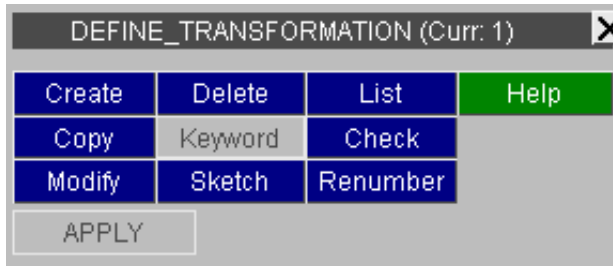 DEFINE_TRANSFORMATION (Curr: 1) X
Create Delete List Help
Copy Keyword Check
Modify Sketch Renumber
APPLY